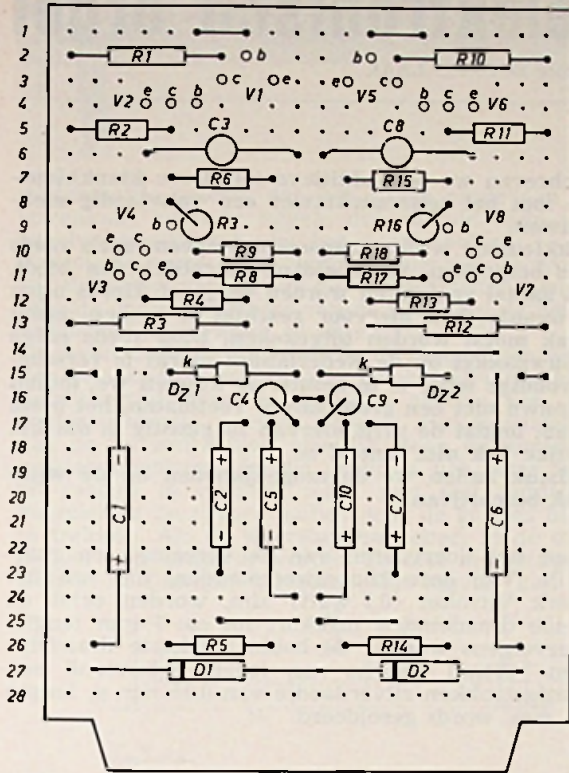 1
2 R1 b b R10
3 c e e c
V1 V5
4 e c b V2 c e V6 b
5 R2 C3 C8 R11
6
7 R6 R15
8
V4 V8
9 b R3 R16 b
10 e c R9 R18 c e
11 b c e R8 R17 e c b
V3 V7
12 R4 R13
13 R3 R12
14
15 k k
DZ1 C4 C9 DZ2
16
17
18 + + - -
19 - C1 C2 C5 C10 C7 + C6
20
21
22 + - - + + -
23
24
25
26 R5 R14
27 D1 D2
28